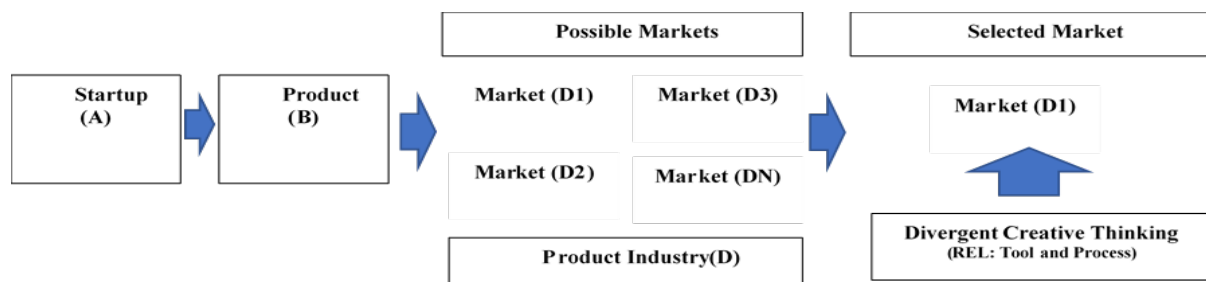 Possible Markets
Selected Market
Startup
(A)
Product
(B)
Market (D1)
Market (D3)
Market (D2)
Market (DN)
Product Industry(D)
Market (D1)
Divergent Creative Thinking
(REL: Tool and Process)